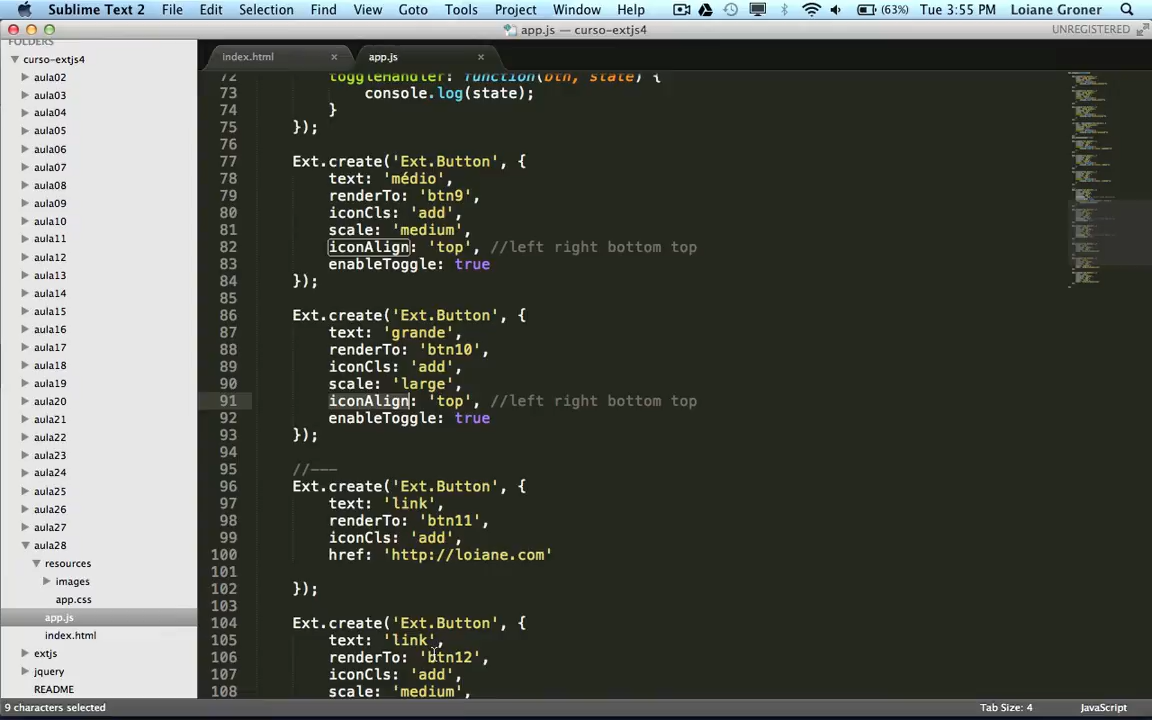 Sublime Text 2 File Edit Selection Find View Goto Tools Project Window Help (63%) Tue 3:55 PM Loiane Groner
app.js — curso-extjs4 UNREGISTERED
FOLDERS
curso-extjs4
aula02
aula03
aula04
aula05
aula06
aula07
aula08
aula09
aula10
aula11
aula12
aula13
aula14
aula15
aula16
aula17
aula18
aula19
aula20
aula21
aula22
aula23
aula24
aula25
aula26
aula27
aula28
resources
images
app.css
app.js
index.html
extjs
jquery
README
index.html × app.js ×
72 toggleHandler: function(btn, state) {
73 console.log(state);
74 }
75 });
76
77 Ext.create('Ext.Button', {
78 text: 'médio',
79 renderTo: 'btn9',
80 iconCls: 'add',
81 scale: 'medium',
82 iconAlign: 'top', //left right bottom top
83 enableToggle: true
84 });
85
86 Ext.create('Ext.Button', {
87 text: 'grande',
88 renderTo: 'btn10',
89 iconCls: 'add',
90 scale: 'large',
91 iconAlign: 'top', //left right bottom top
92 enableToggle: true
93 });
94
95 //---
96 Ext.create('Ext.Button', {
97 text: 'link',
98 renderTo: 'btn11',
99 iconCls: 'add',
100 href: 'http://loiane.com'
101
102 });
103
104 Ext.create('Ext.Button', {
105 text: 'link',
106 renderTo: 'btn12',
107 iconCls: 'add',
108 scale: 'medium',
9 characters selected Tab Size: 4 JavaScript